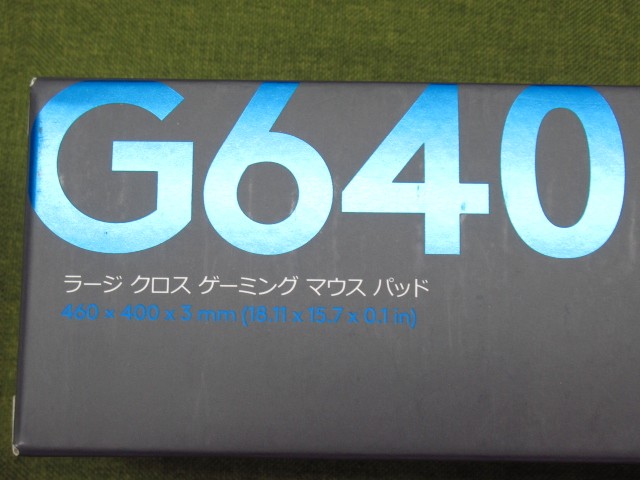 G640
ラージ クロス ゲーミング マウス パッド
460 × 400 x 3 mm (18.11 x 15.7 x 0.1 in)